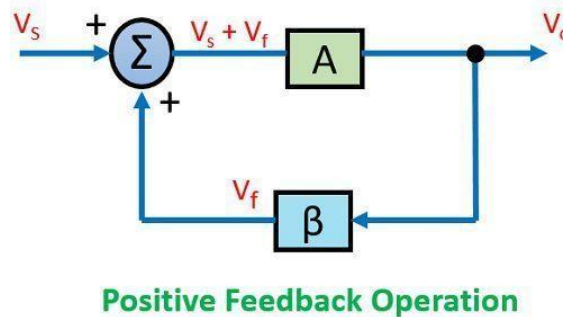 Vs + Σ Vs + Vf A
+
Vf β
Positive Feedback Operation